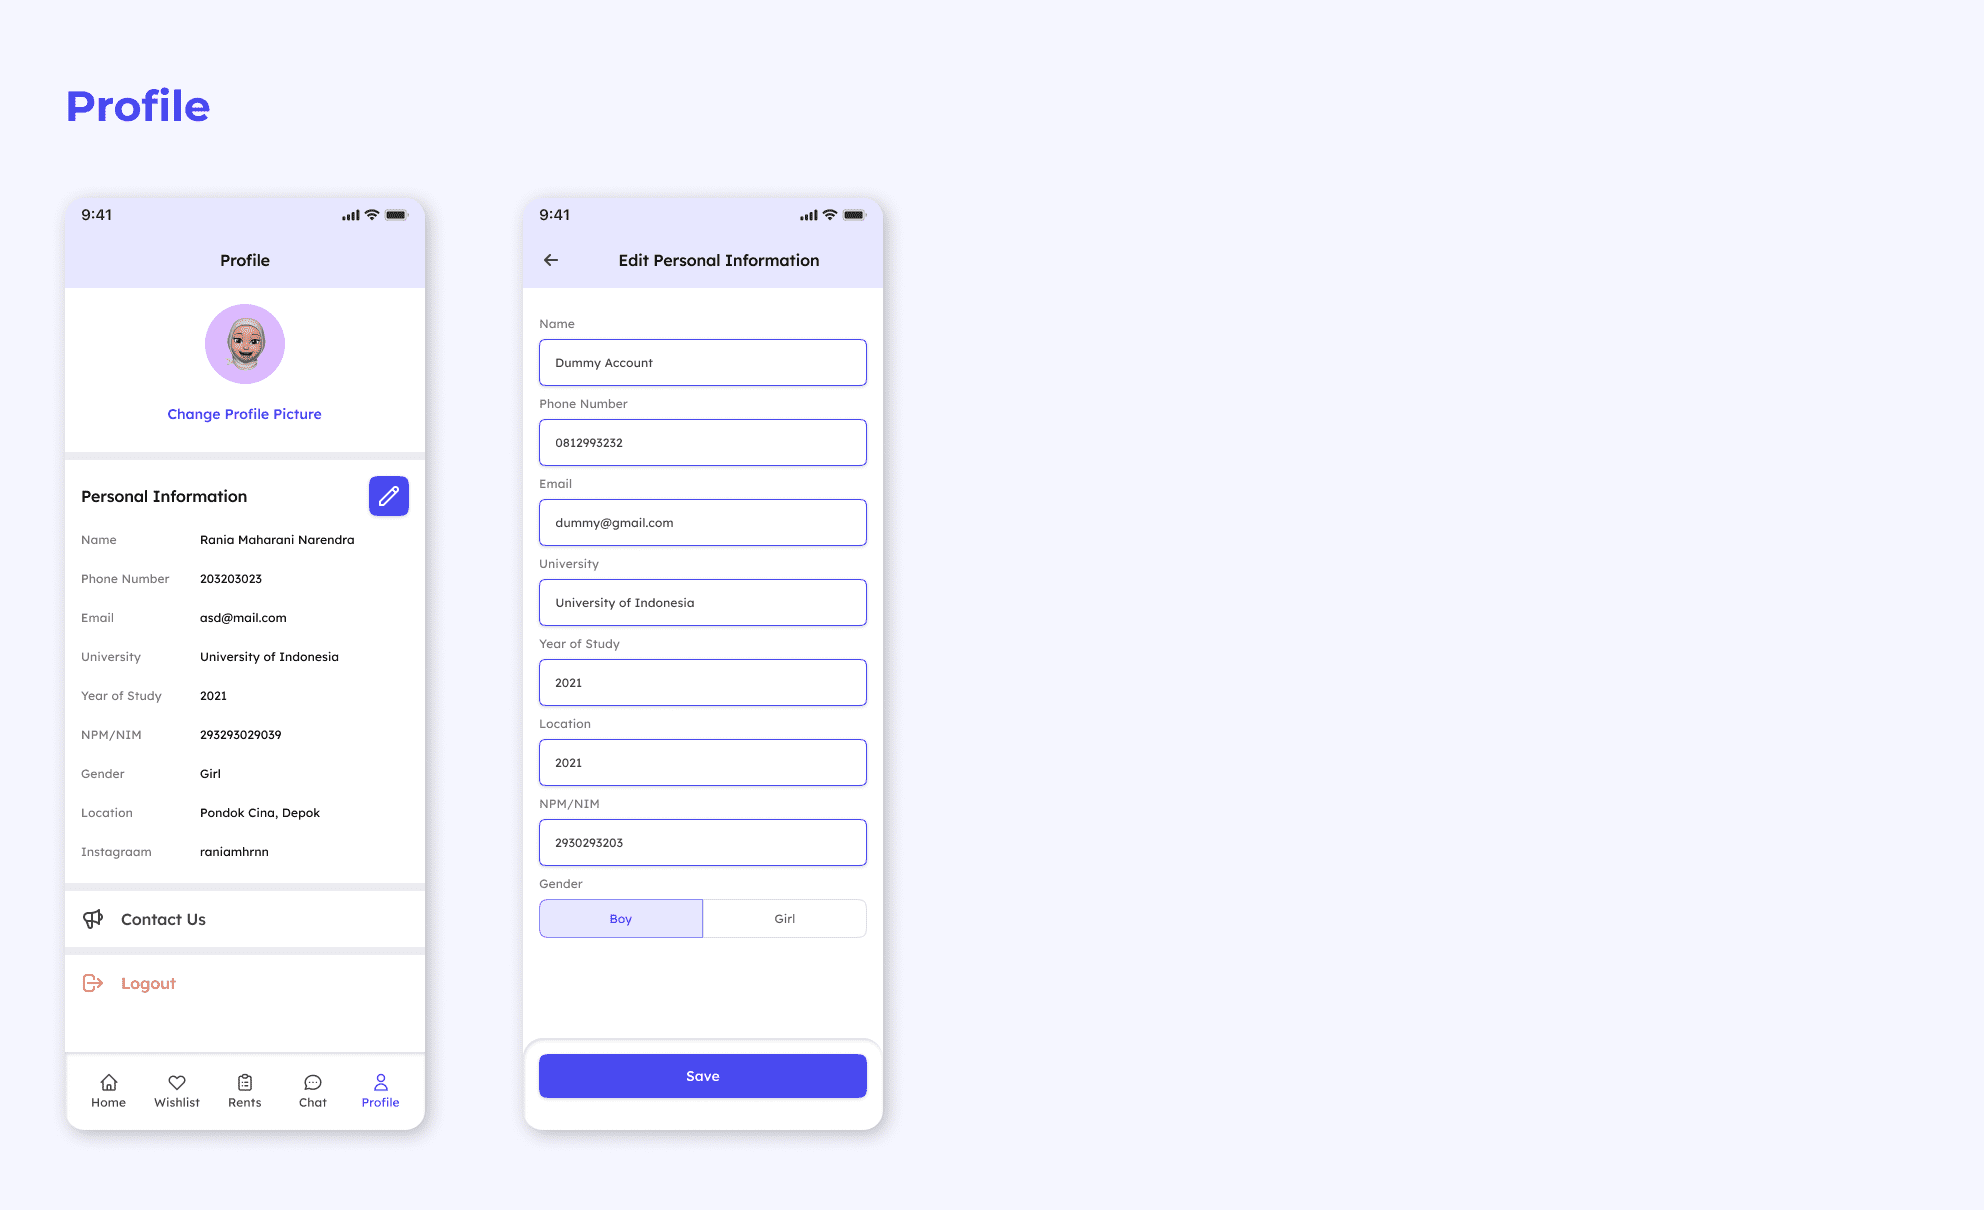 Profile
9:41
Profile
Change Profile Picture
Personal Information
Name Rania Maharani Narendra
Phone Number 203203023
Email asd@mail.com
University University of Indonesia
Year of Study 2021
NPM/NIM 293293029039
Gender Girl
Location Pondok Cina, Depok
Instagraam raniamhrnn
Contact Us
Logout
Home Wishlist Rents Chat Profile
9:41
Edit Personal Information
Name
Dummy Account
Phone Number
0812993232
Email
dummy@gmail.com
University
University of Indonesia
Year of Study
2021
Location
2021
NPM/NIM
2930293203
Gender
Boy Girl
Save